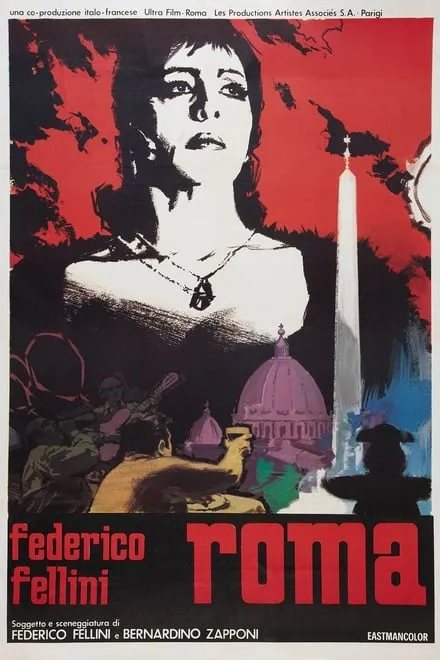 una co-produzione italo-francese Ultra Film-Roma Les Productions Artistes Associés S.A.-Parigi
federico
fellini
roma
Soggetto e sceneggiatura di
FEDERICO FELLINI e BERNARDINO ZAPPONI
EASTMANCOLOR